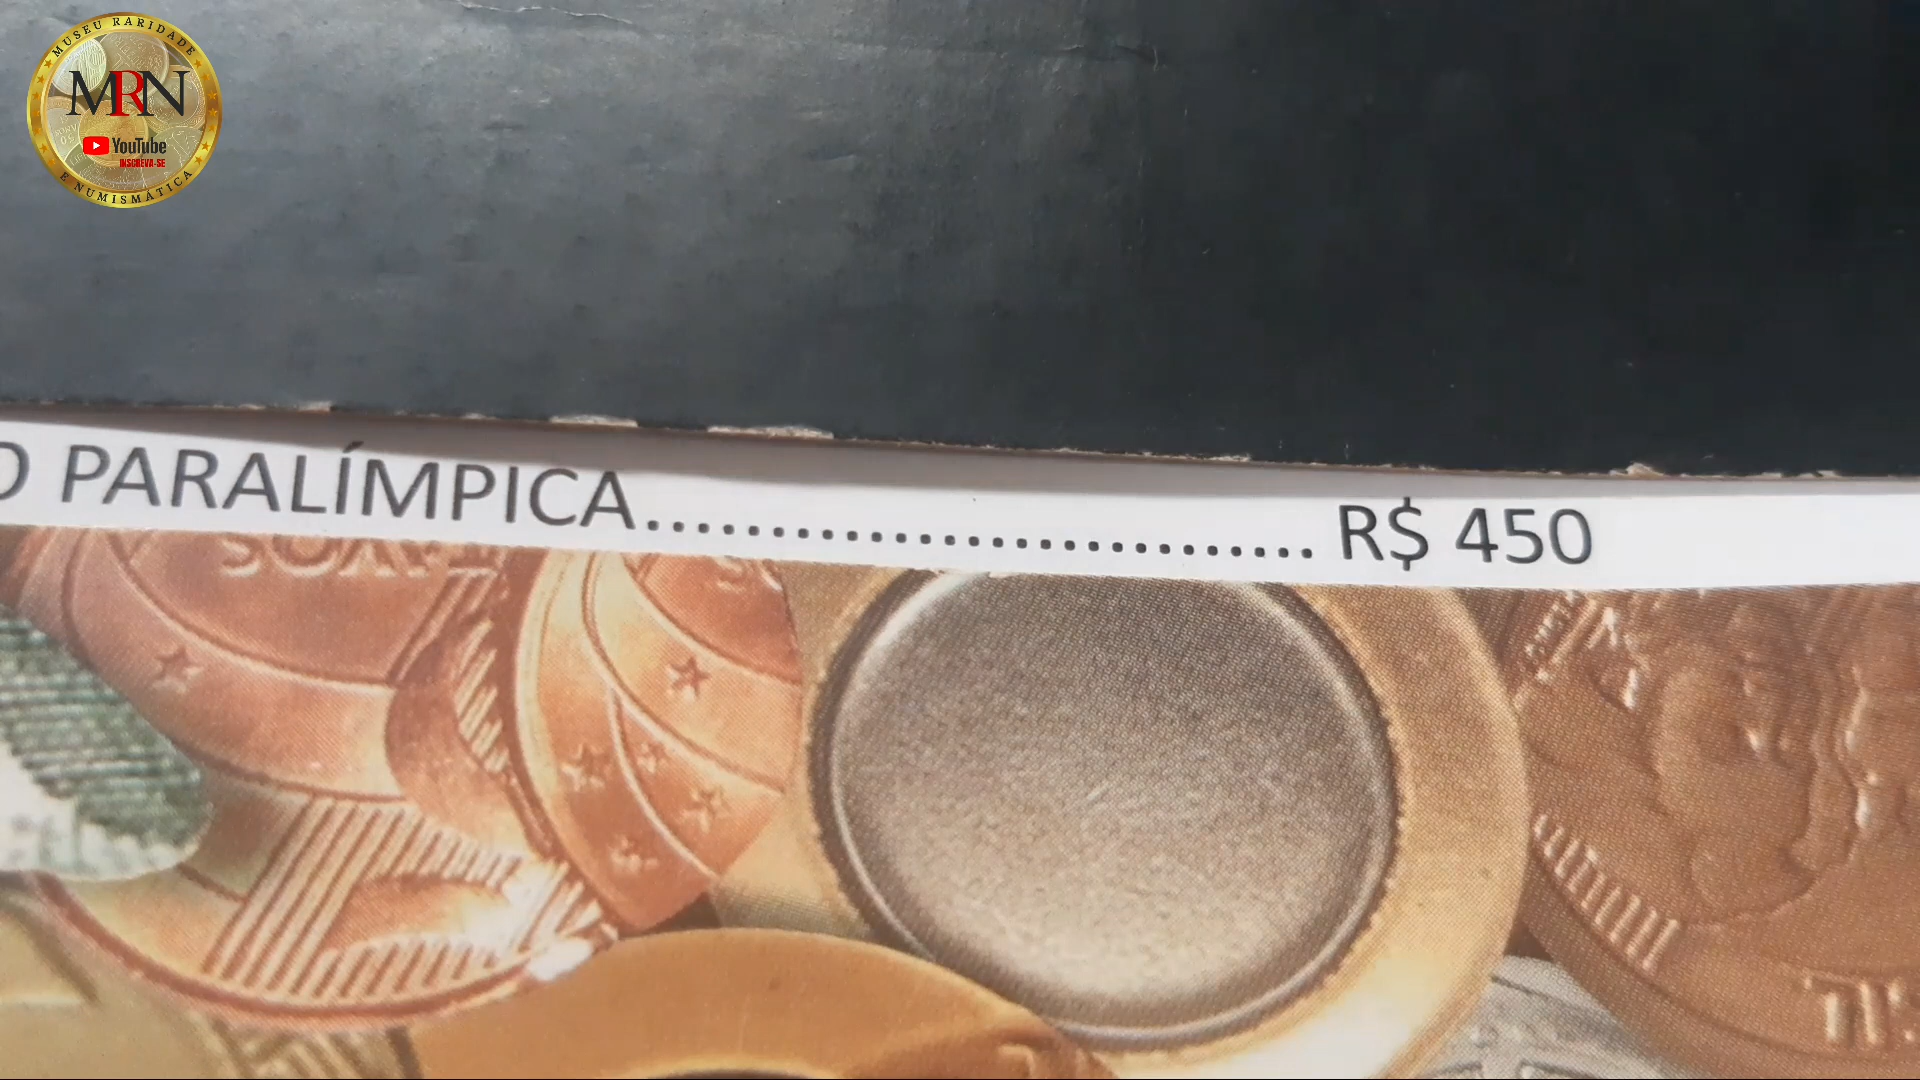 MUSEU RARIDADE
MRN
YouTube
INSCREVA-SE
E NUMISMÁTICA
O PARALÍMPICA........................... R$ 450